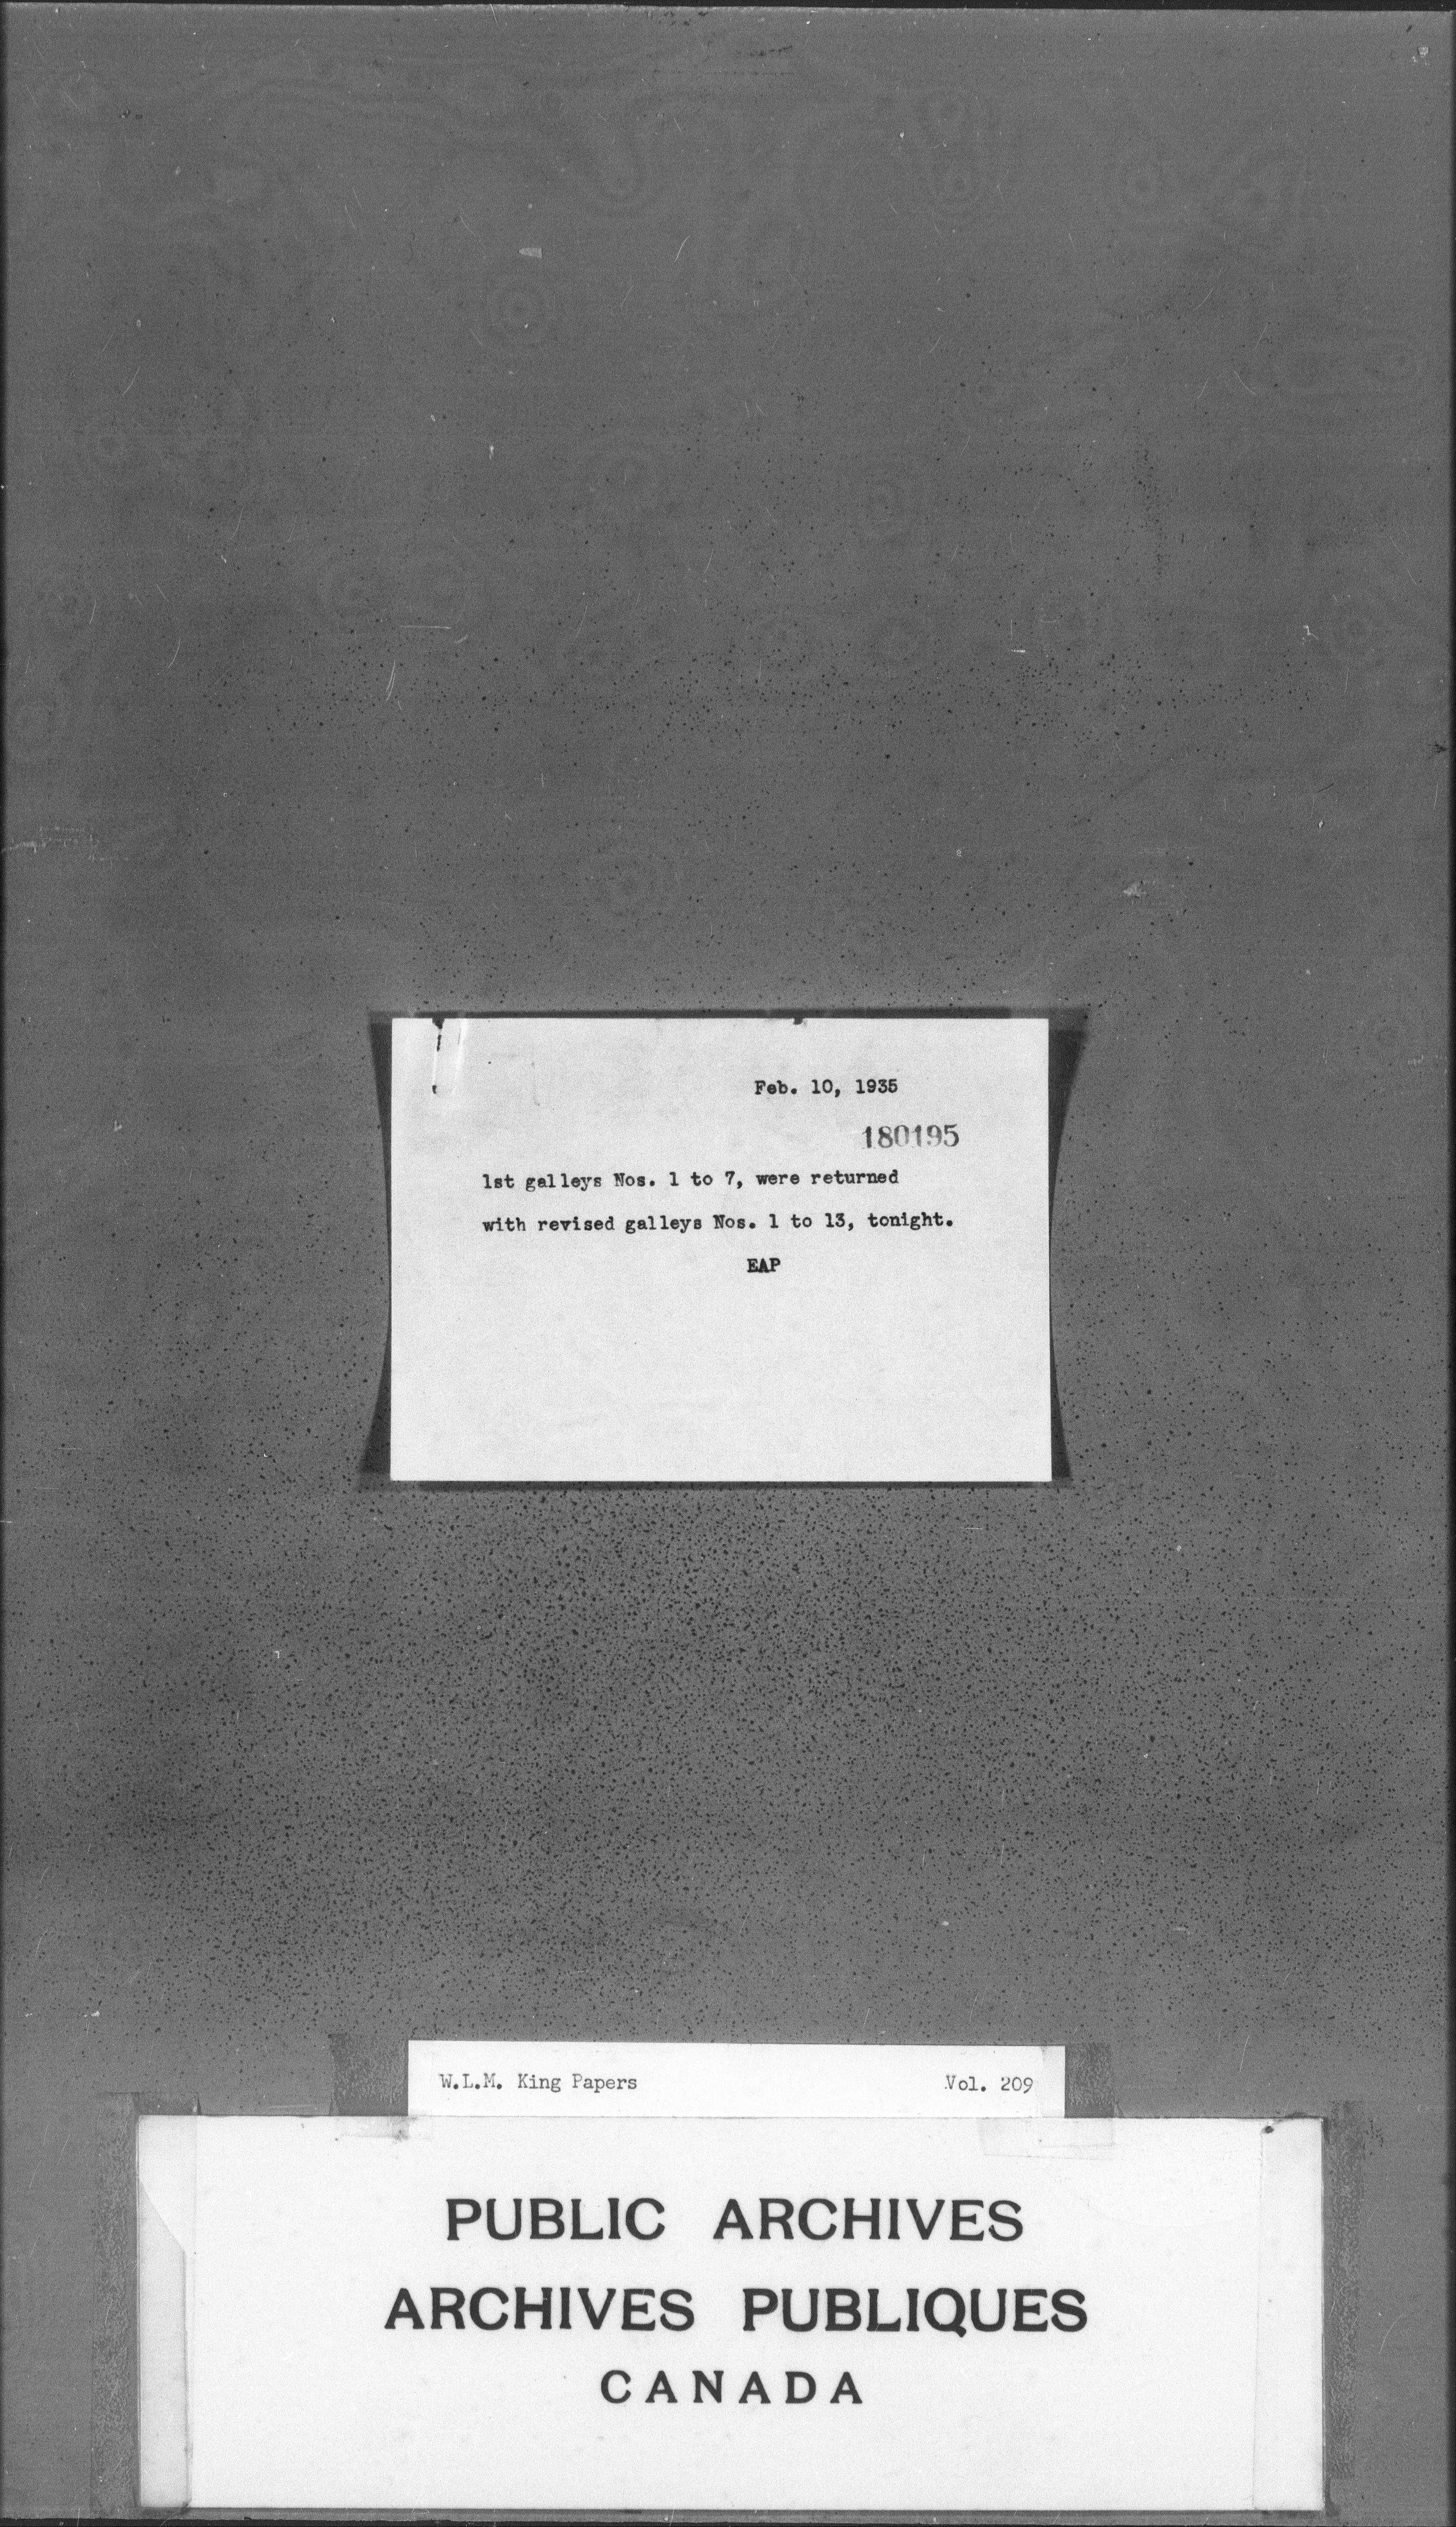 Feb. 10, 1935
180195
1st galleys Nos. 1 to 7, were returned
with revised galleys Nos. 1 to 13, tonight.
EAP
W.L.M. King Papers Vol. 209
PUBLIC ARCHIVES
ARCHIVES PUBLIQUES
CANADA